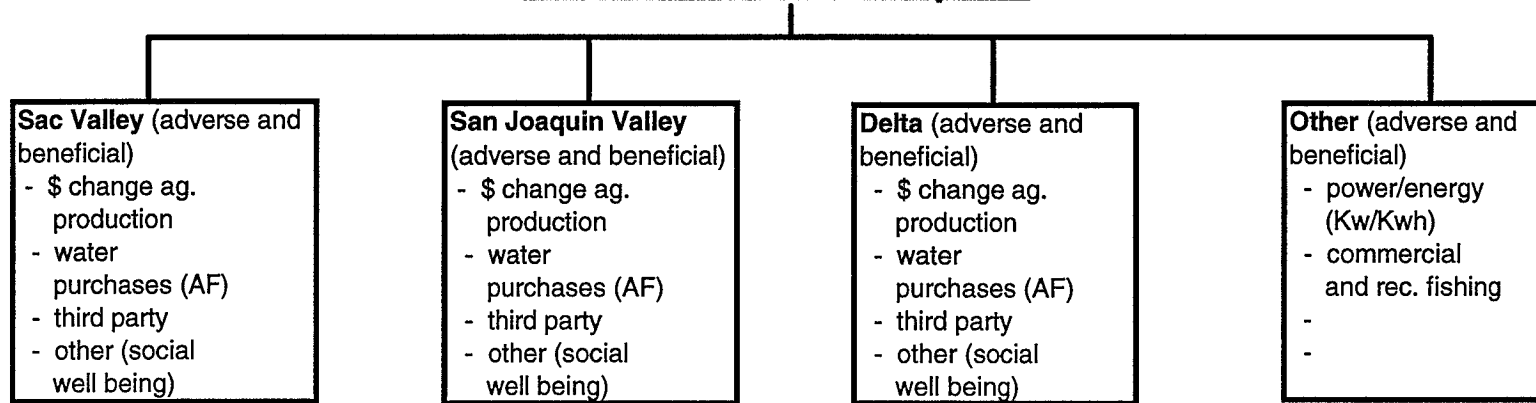 Sac Valley (adverse and
beneficial)
- $ change ag.
production
- water
purchases (AF)
- third party
- other (social
well being)
San Joaquin Valley
(adverse and beneficial)
- $ change ag.
production
- water
purchases (AF)
- third party
- other (social
well being)
Delta (adverse and
beneficial)
- $ change ag.
production
- water
purchases (AF)
- third party
- other (social
well being)
Other (adverse and
beneficial)
- power/energy
(Kw/Kwh)
- commercial
and rec. fishing
-
-